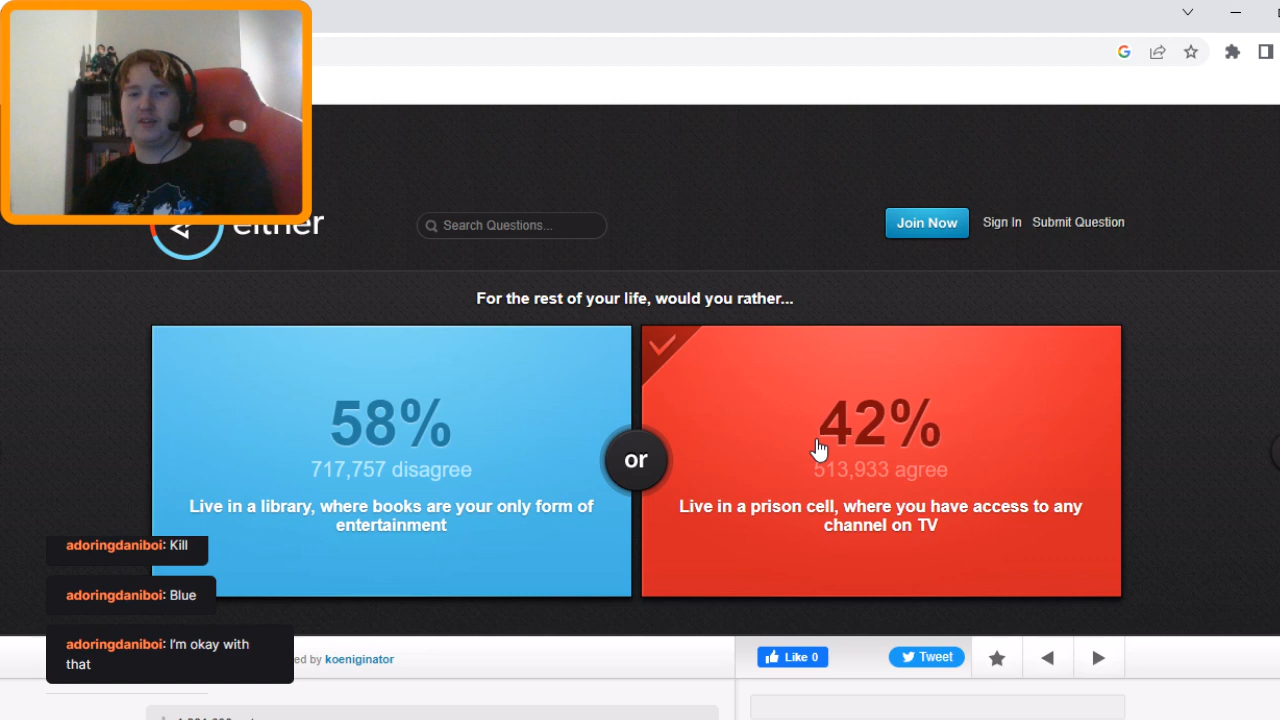 either
Search Questions...
Join Now
Sign In
Submit Question
For the rest of your life, would you rather...
58%
717,757 disagree
Live in a library, where books are your only form of
entertainment
or
42%
513,933 agree
Live in a prison cell, where you have access to any
channel on TV
adoringdaniboi: Kill
adoringdaniboi: Blue
adoringdaniboi: I'm okay with
that
ed by koeniginator
Like 0
Tweet